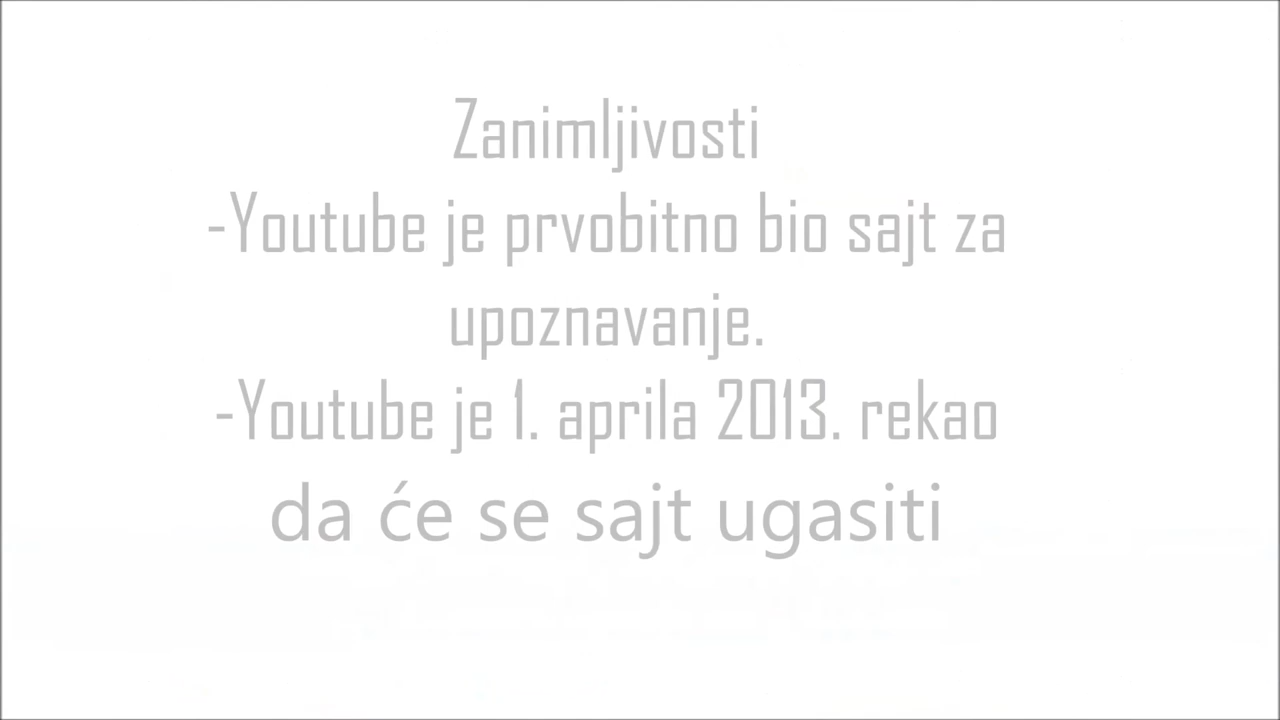 Zanimljivosti
-Youtube je prvobitno bio sajt za
upoznavanje.
-Youtube je 1. aprila 2013. rekao
da će se sajt ugasiti